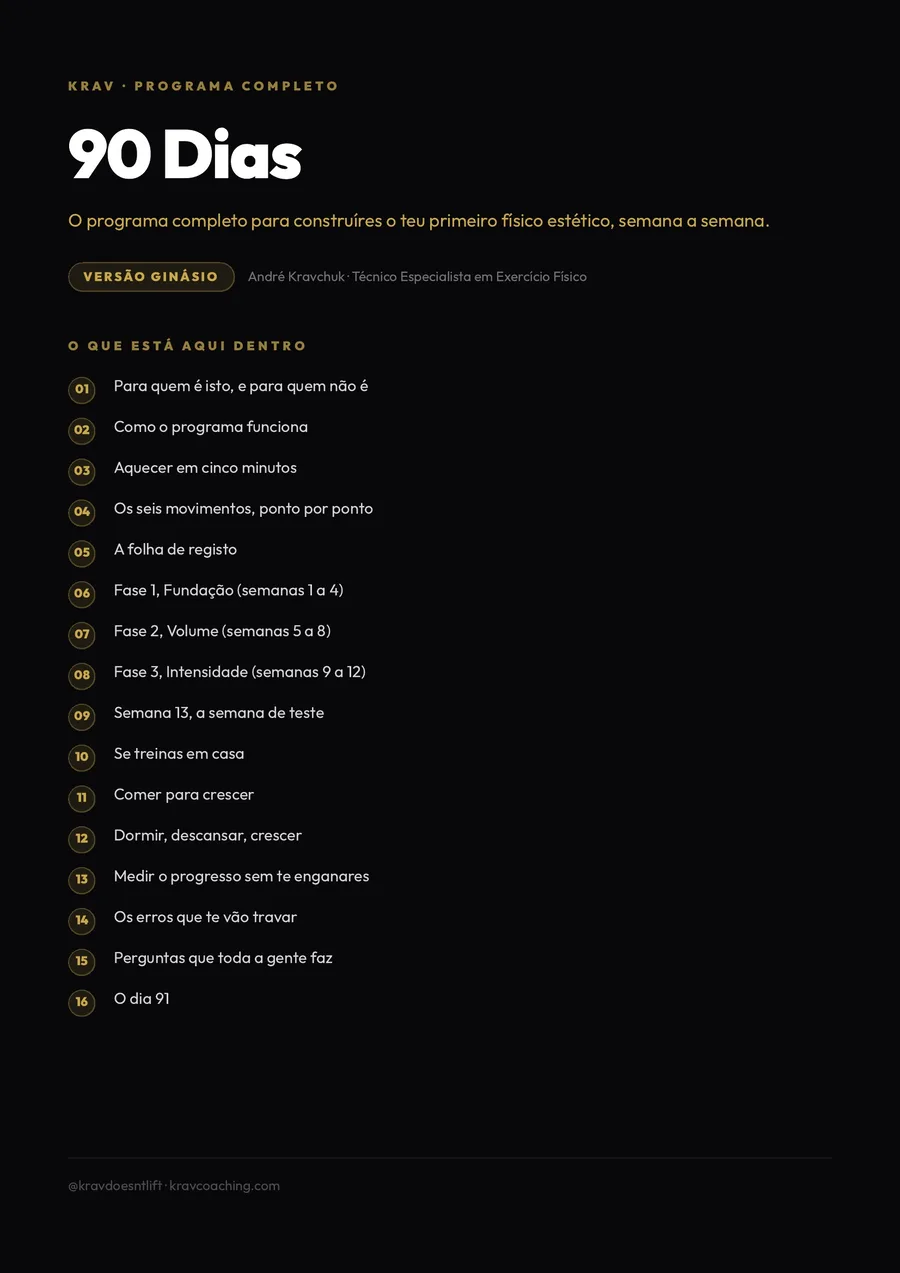 KRAV · PROGRAMA COMPLETO
90 Dias
O programa completo para construíres o teu primeiro físico estético, semana a semana.
VERSÃO GINÁSIO André Kravchuk · Técnico Especialista em Exercício Físico
O QUE ESTÁ AQUI DENTRO
01 Para quem é isto, e para quem não é
02 Como o programa funciona
03 Aquecer em cinco minutos
04 Os seis movimentos, ponto por ponto
05 A folha de registo
06 Fase 1, Fundação (semanas 1 a 4)
07 Fase 2, Volume (semanas 5 a 8)
08 Fase 3, Intensidade (semanas 9 a 12)
09 Semana 13, a semana de teste
10 Se treinas em casa
11 Comer para crescer
12 Dormir, descansar, crescer
13 Medir o progresso sem te enganares
14 Os erros que te vão travar
15 Perguntas que toda a gente faz
16 O dia 91
@kravdoesntlift · kravcoaching.com